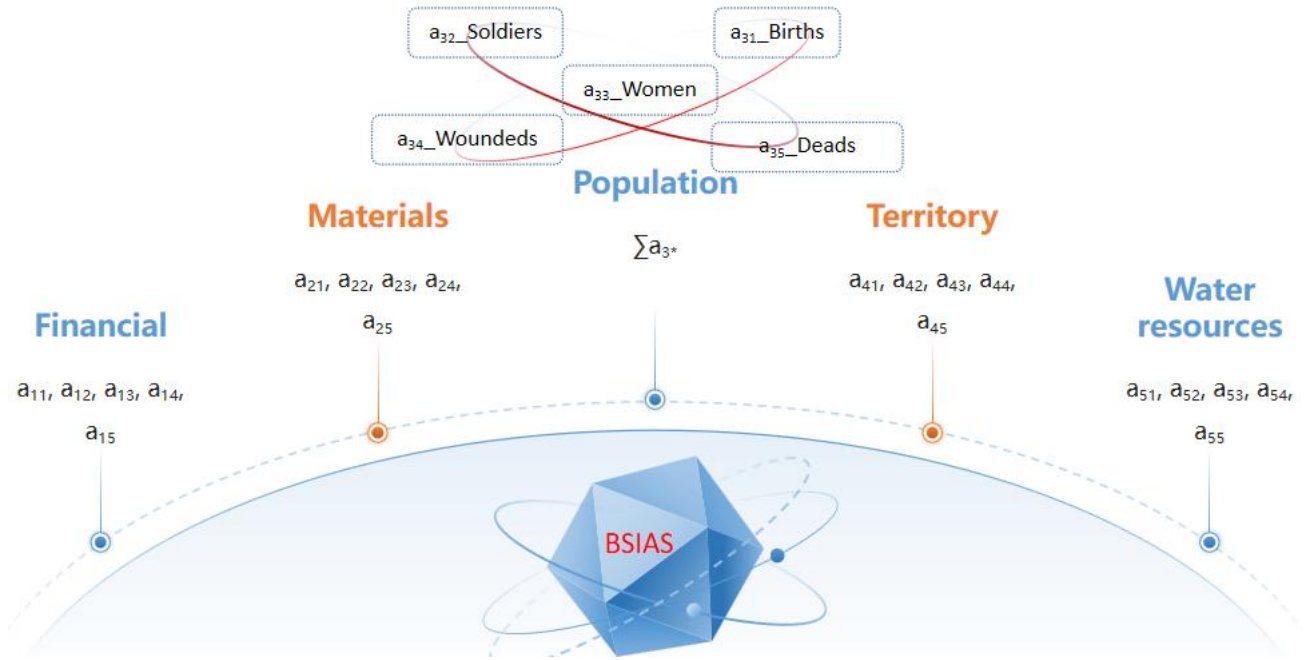 a₃₂_Soldiers
a₃₁_Births
a₃₃_Women
a₃₄_Woundeds
a₃₅_Deads
Population
Materials
Territory
∑a₃*
a₂₁, a₂₂, a₂₃, a₂₄,
a₂₅
a₄₁, a₄₂, a₄₃, a₄₄,
a₄₅
Financial
Water
resources
a₁₁, a₁₂, a₁₃, a₁₄,
a₁₅
a₅₁, a₅₂, a₅₃, a₅₄,
a₅₅
BSIAS